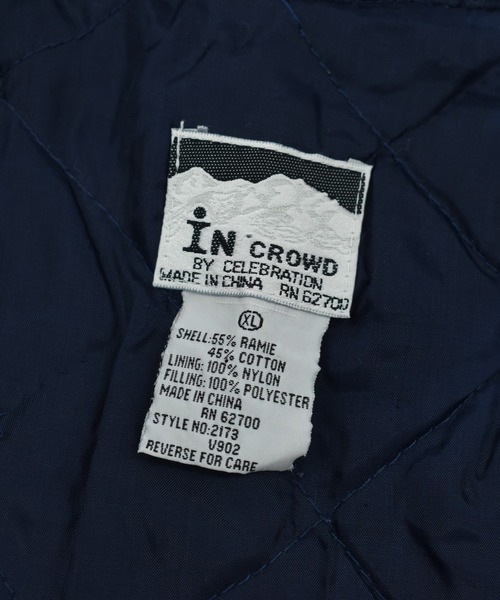 iN CROWD
BY CELEBRATION
MADE IN CHINA RN 62700
XL
SHELL: 55% RAMIE
45% COTTON
LINING: 100% NYLON
FILLING: 100% POLYESTER
MADE IN CHINA
RN 62700
STYLE NO: 2173
V902
REVERSE FOR CARE